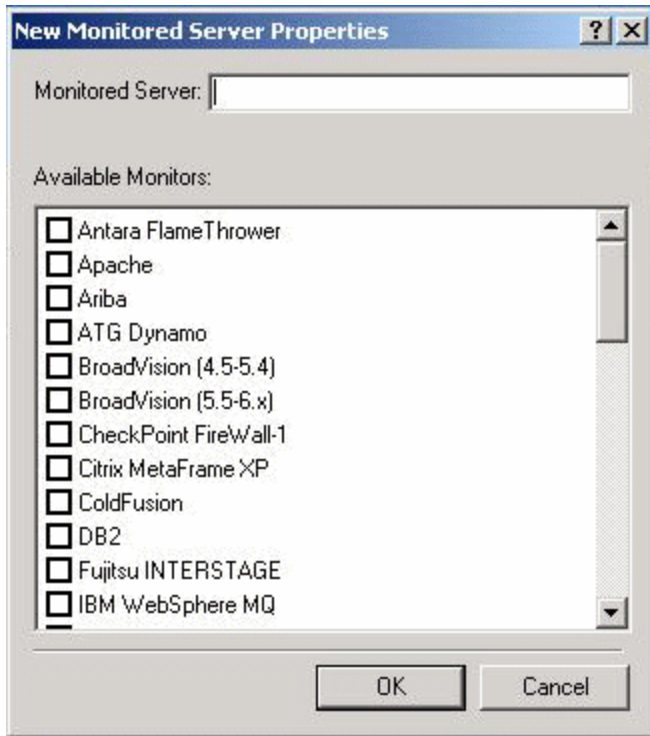 New Monitored Server Properties
Monitored Server:
Available Monitors:
Antara FlameThrower
Apache
Ariba
ATG Dynamo
BroadVision (4.5-5.4)
BroadVision (5.5-6.x)
CheckPoint FireWall-1
Citrix MetaFrame XP
ColdFusion
DB2
Fujitsu INTERSTAGE
IBM WebSphere MQ
OK Cancel